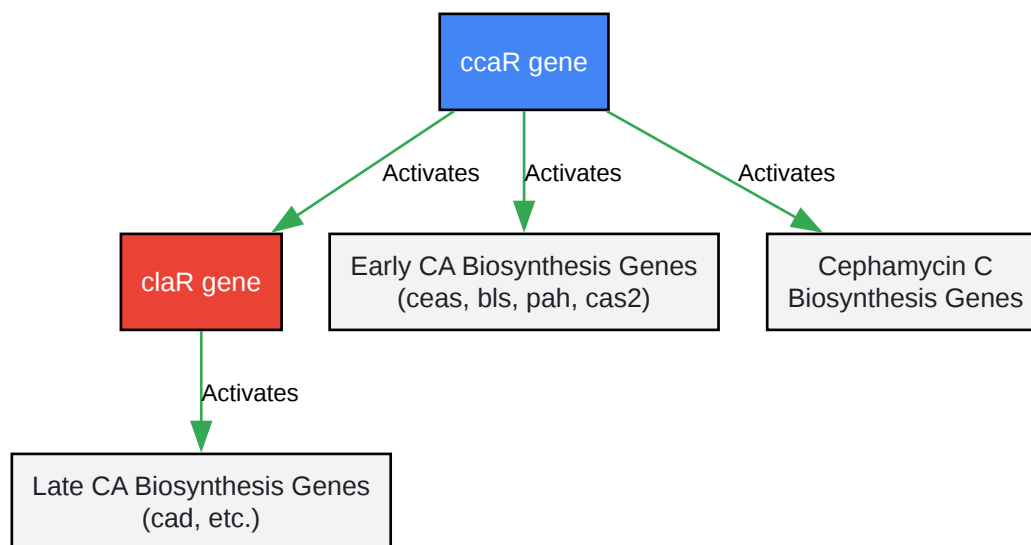 ccaR gene
Activates
Activates
Activates
claR gene
Early CA Biosynthesis Genes
(ceas, bls, pah, cas2)
Cephamycin C
Biosynthesis Genes
Activates
Late CA Biosynthesis Genes
(cad, etc.)